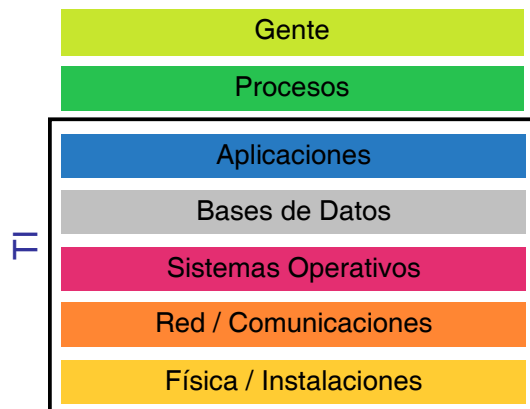 Gente
Procesos
TI
Aplicaciones
Bases de Datos
Sistemas Operativos
Red / Comunicaciones
Física / Instalaciones